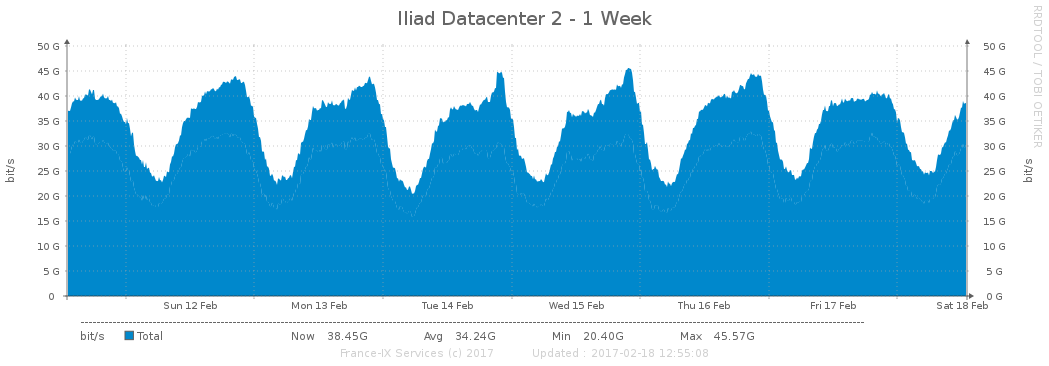 Iliad Datacenter 2 - 1 Week
RRDTOOL / TOBI OETIKER
bit/s
50 G 50 G
45 G 45 G
40 G 40 G
35 G 35 G
30 G 30 G
25 G 25 G
20 G 20 G
15 G 15 G
10 G 10 G
5 G 5 G
0 0 G
bit/s
Sun 12 Feb Mon 13 Feb Tue 14 Feb Wed 15 Feb Thu 16 Feb Fri 17 Feb Sat 18 Feb
bit/s Total Now 38.45G Avg 34.24G Min 20.40G Max 45.57G
France-IX Services (c) 2017 Updated : 2017-02-18 12:55:08